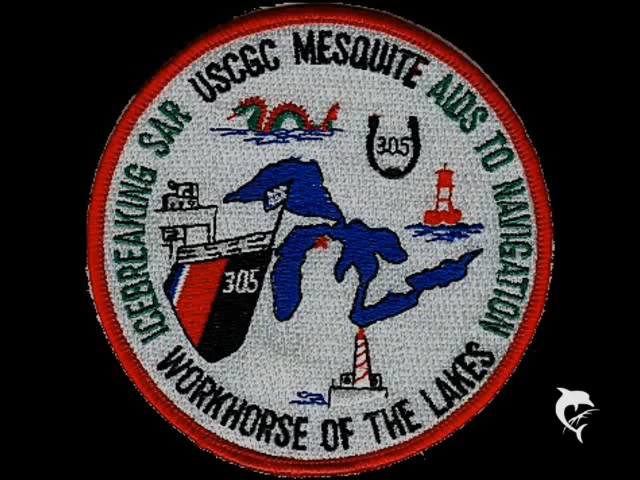 ICEBREAKING SAR USCGC MESQUITE AIDS TO NAVIGATION
305
305
WORKHORSE OF THE LAKES